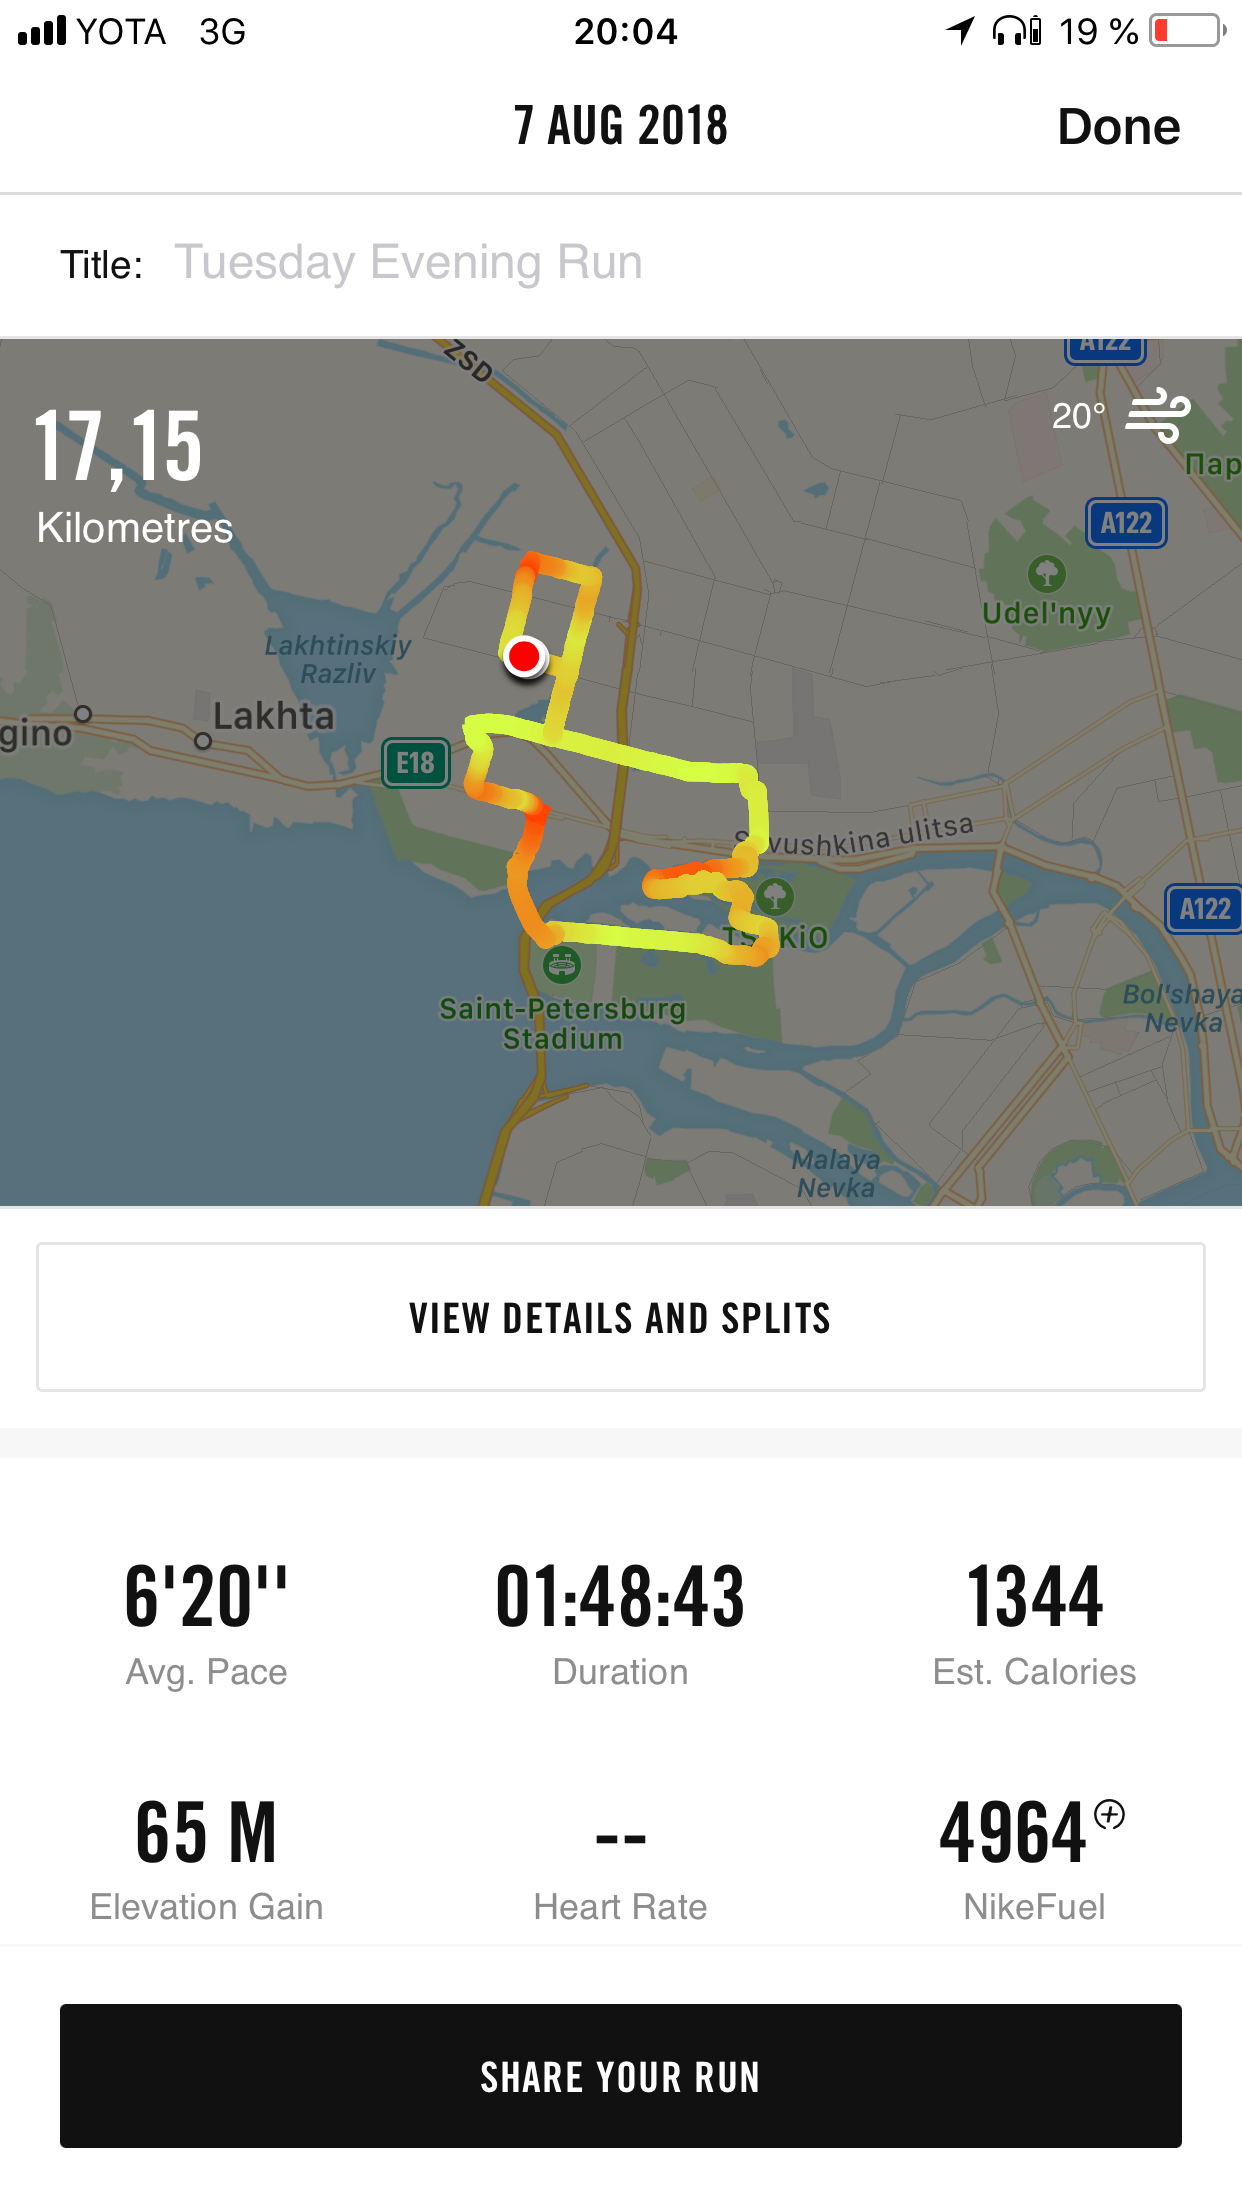 YOTA 3G 20:04 19 %
7 AUG 2018 Done
Title: Tuesday Evening Run
ZSD
A122
17,15
Kilometres
20°
Пар
A122
Udel'nyy
Lakhtinskiy
Razliv
Lakhta
gino
E18
vushkina ulitsa
A122
KiO
Saint-Petersburg
Stadium
Bol'shaya
Nevka
Malaya
Nevka
VIEW DETAILS AND SPLITS
6'20'' 01:48:43 1344
Avg. Pace Duration Est. Calories
65 M -- 4964
Elevation Gain Heart Rate NikeFuel
SHARE YOUR RUN